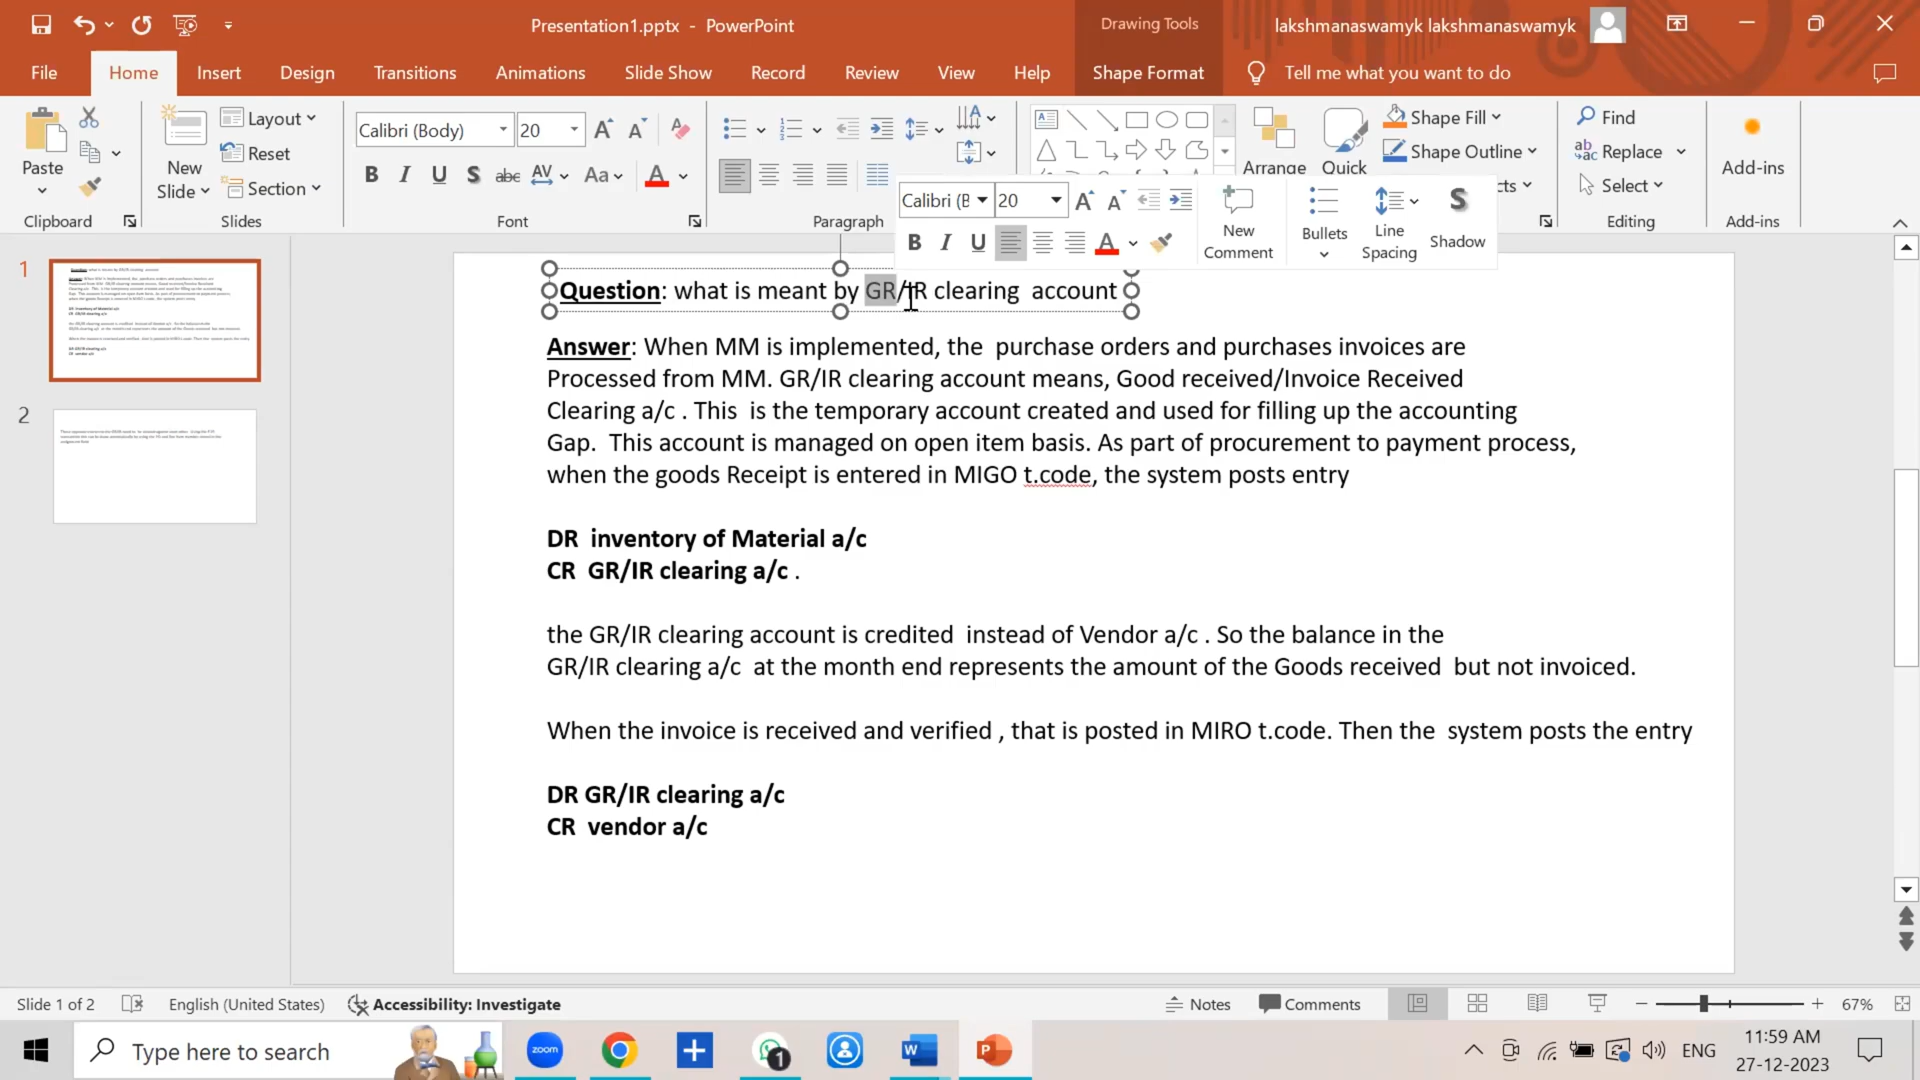 Presentation1.pptx - PowerPoint
Drawing Tools
lakshmanaswamyk lakshmanaswamyk
File
Home
Insert
Design
Transitions
Animations
Slide Show
Record
Review
View
Help
Shape Format
Tell me what you want to do
Paste
New
Slide
Layout
Reset
Section
Calibri (Body)
20
B I U S abc AV Aa A
Arrange
Quick
Shape Fill
Shape Outline
cts
Find
Replace
Select
Add-ins
Clipboard
Slides
Font
Paragraph
Editing
Add-ins
Calibri (B
20
B I U A
New
Comment
Bullets
Line
Spacing
Shadow
1
2
Question: what is meant by GR/IR clearing  account
Answer: When MM is implemented, the  purchase orders and purchases invoices are
Processed from MM. GR/IR clearing account means, Good received/Invoice Received
Clearing a/c . This  is the temporary account created and used for filling up the accounting
Gap.  This account is managed on open item basis. As part of procurement to payment process,
when the goods Receipt is entered in MIGO t.code, the system posts entry
DR  inventory of Material a/c
CR  GR/IR clearing a/c .
the GR/IR clearing account is credited  instead of Vendor a/c . So the balance in the
GR/IR clearing a/c  at the month end represents the amount of the Goods received  but not invoiced.
When the invoice is received and verified , that is posted in MIRO t.code. Then the  system posts the entry
DR GR/IR clearing a/c
CR  vendor a/c
Slide 1 of 2
English (United States)
Accessibility: Investigate
Notes
Comments
67%
Type here to search
zoom
1
W
P
ENG
11:59 AM
27-12-2023